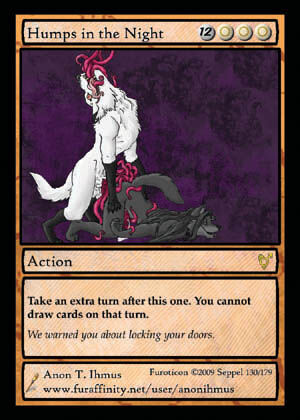 Humps in the Night 12
Action
Take an extra turn after this one. You cannot
draw cards on that turn.
We warned you about locking your doors.
Anon T. Ihmus Furoticon ©2009 Seppel 130/179
www.furaffinity.net/user/anonihmus